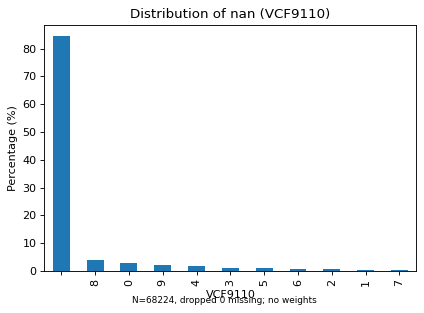 Distribution of nan (VCF9110)
Percentage (%)
80
70
60
50
40
30
20
10
0
8 0 9 4 3 5 6 2 1 7
VCF9110
N=68224, dropped 0 missing; no weights